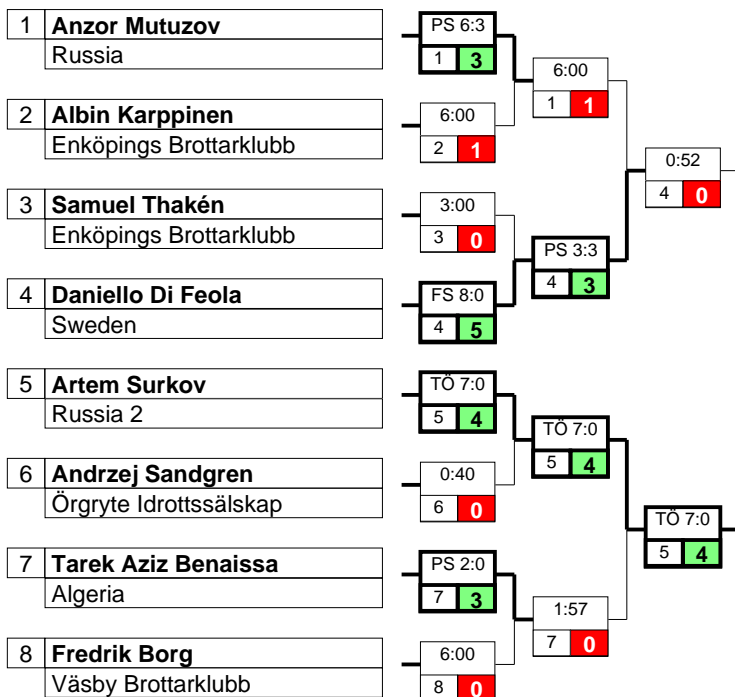 1 Anzor Mutuzov
Russia
PS 6:3
1 3
6:00
1 1
2 Albin Karppinen
Enköpings Brottarklubb
6:00
2 1
0:52
4 0
3 Samuel Thakén
Enköpings Brottarklubb
3:00
3 0
PS 3:3
4 3
4 Daniello Di Feola
Sweden
FS 8:0
4 5
5 Artem Surkov
Russia 2
TÖ 7:0
5 4
TÖ 7:0
5 4
6 Andrzej Sandgren
Örgryte Idrottssälskap
0:40
6 0
TÖ 7:0
5 4
7 Tarek Aziz Benaissa
Algeria
PS 2:0
7 3
1:57
7 0
8 Fredrik Borg
Väsby Brottarklubb
6:00
8 0